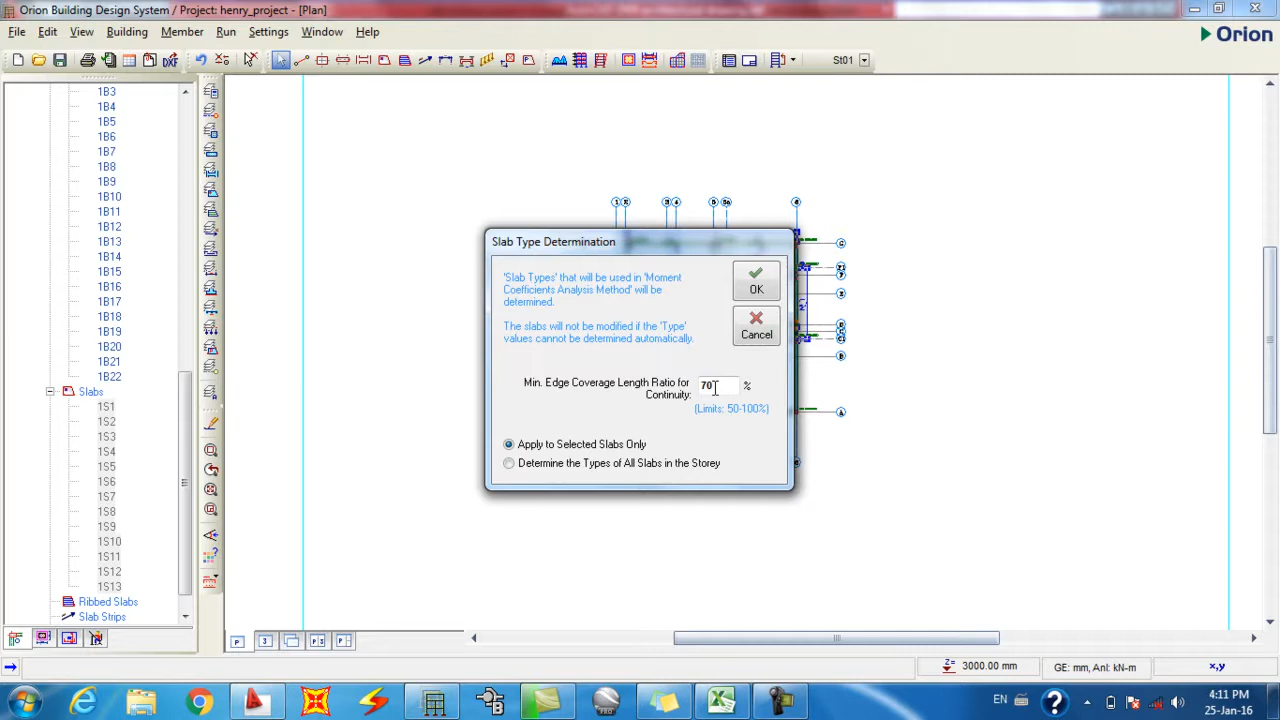 Orion Building Design System / Project: henry_project - [Plan]
File Edit View Building Member Run Settings Window Help
Orion
DXF
St01
1B3
1B4
1B5
1B6
1B7
1B8
1B9
1B10
1B11
1B12
1B13
1B14
1B15
1B16
1B17
1B18
1B19
1B20
1B21
1B22
Slabs
1S1
1S2
1S3
1S4
1S5
1S6
1S7
1S8
1S9
1S10
1S11
1S12
1S13
Ribbed Slabs
Slab Strips
Slab Type Determination
'Slab Types' that will be used in 'Moment
Coefficients Analysis Method' will be
determined.
The slabs will not be modified if the 'Type'
values cannot be determined automatically.
OK
Cancel
Min. Edge Coverage Length Ratio for
Continuity:
70 %
(Limits: 50-100%)
Apply to Selected Slabs Only
Determine the Types of All Slabs in the Storey
Z=
3000.00 mm
GE: mm, Anl: kN-m
x,y
EN
4:11 PM
25-Jan-16